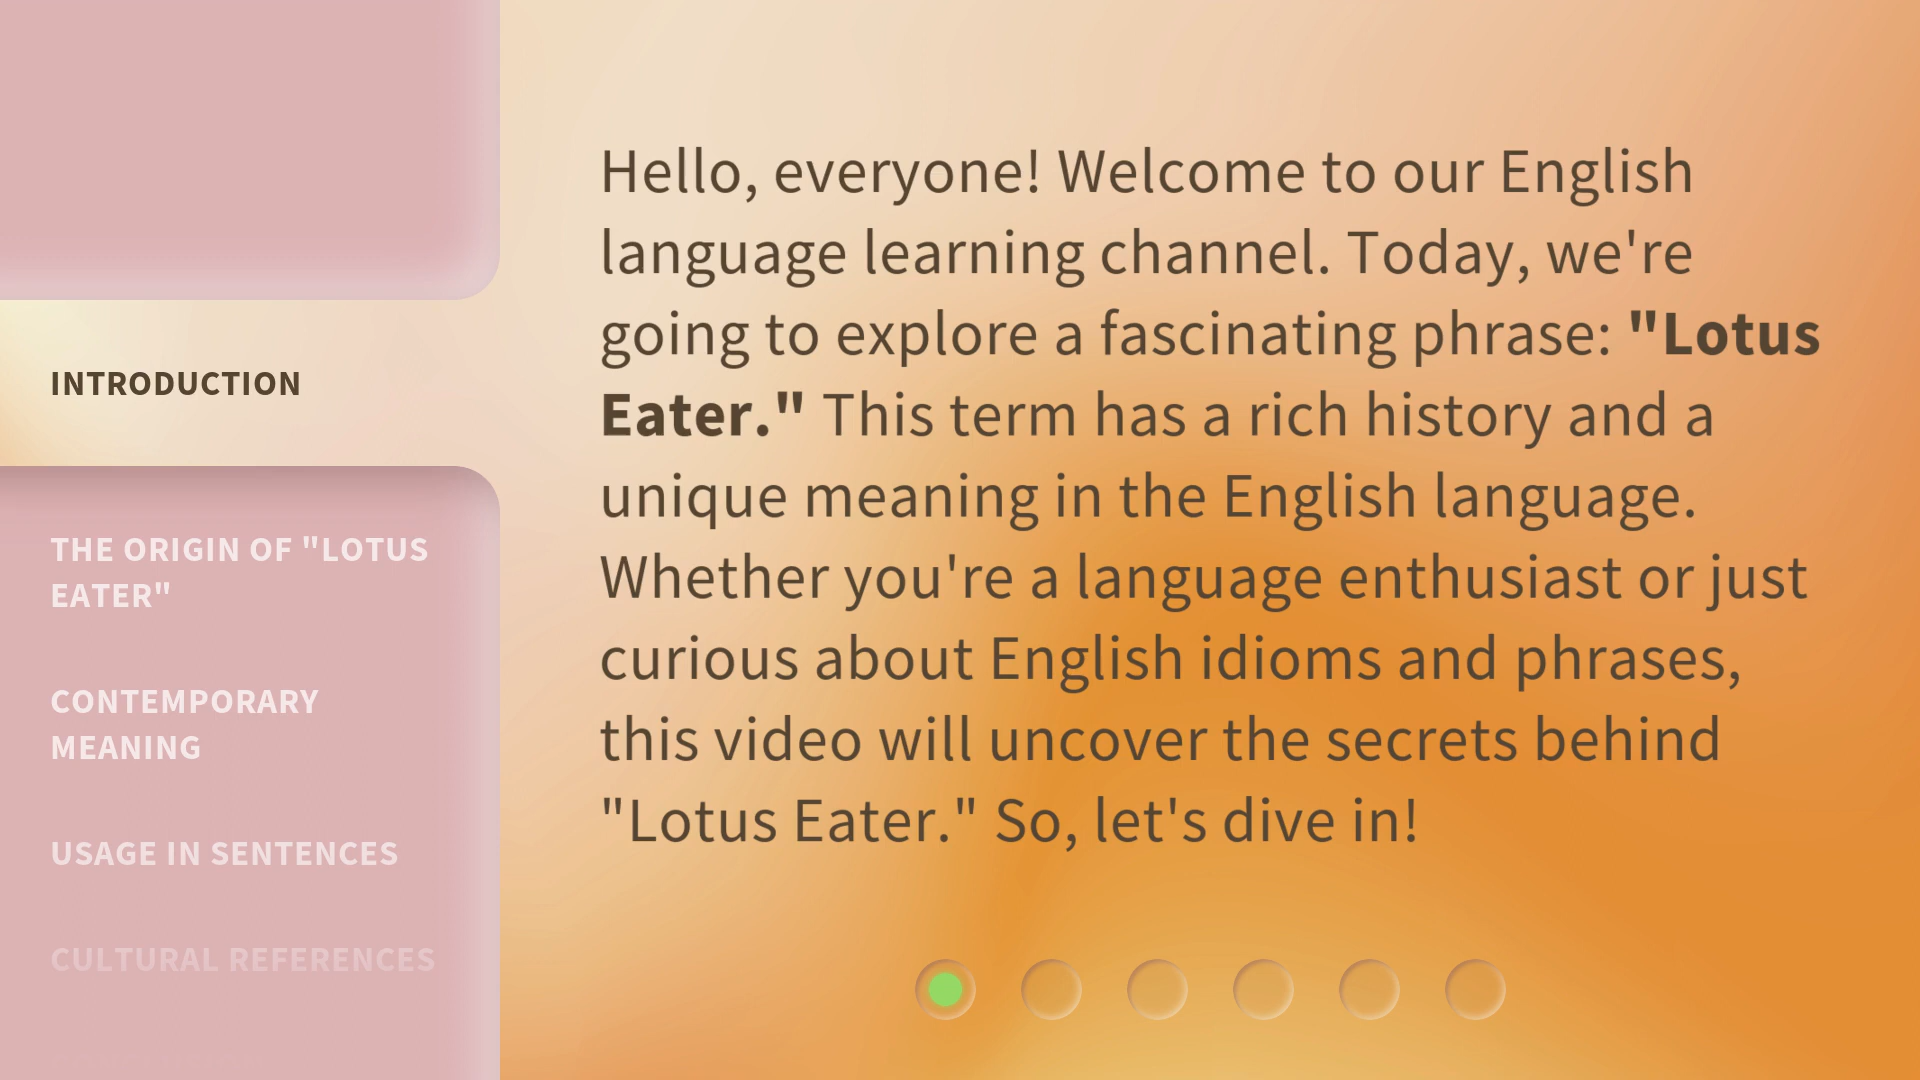 INTRODUCTION
THE ORIGIN OF "LOTUS
EATER"
CONTEMPORARY
MEANING
USAGE IN SENTENCES
CULTURAL REFERENCES
Hello, everyone! Welcome to our English
language learning channel. Today, we're
going to explore a fascinating phrase: "Lotus
Eater." This term has a rich history and a
unique meaning in the English language.
Whether you're a language enthusiast or just
curious about English idioms and phrases,
this video will uncover the secrets behind
"Lotus Eater." So, let's dive in!